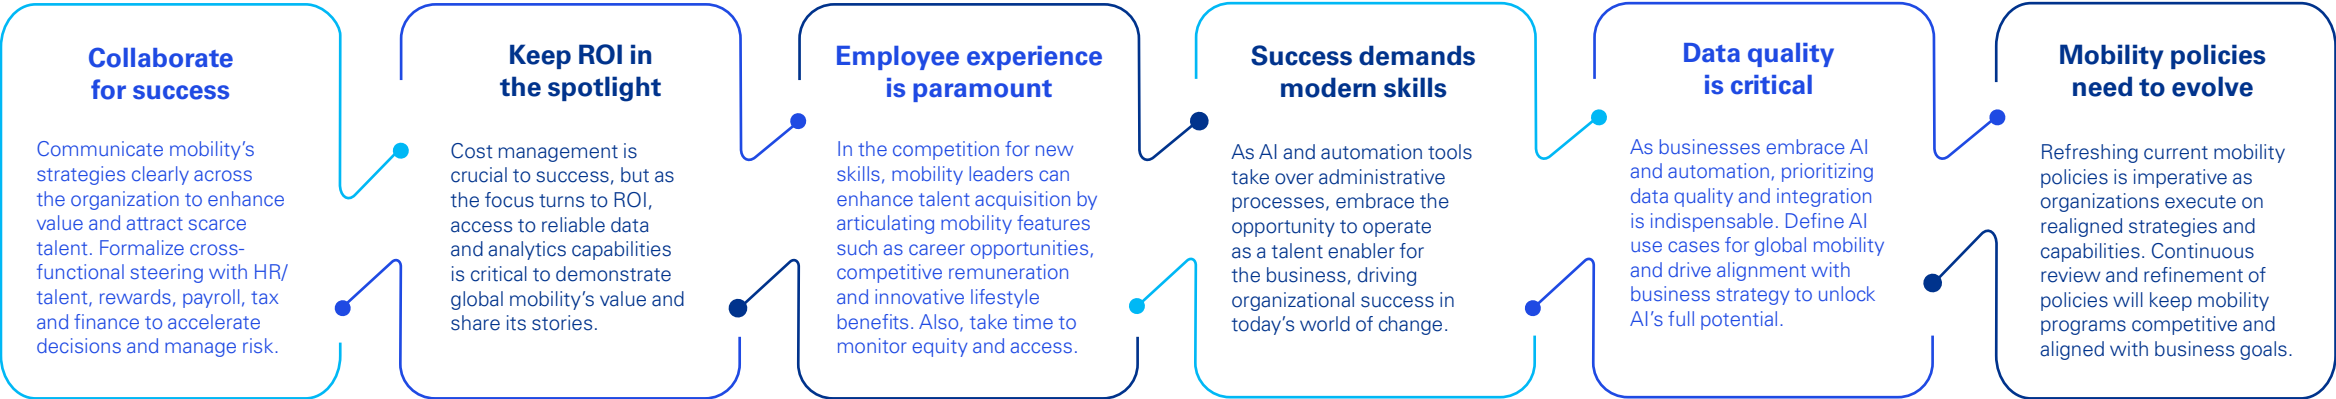 Collaborate
for success
Communicate mobility's
strategies clearly across
the organization to enhance
value and attract scarce
talent. Formalize cross-
functional steering with HR/
talent, rewards, payroll, tax
and finance to accelerate
decisions and manage risk.
Keep ROI in
the spotlight
Cost management is
crucial to success, but as
the focus turns to ROI,
access to reliable data
and analytics capabilities
is critical to demonstrate
global mobility's value and
share its stories.
Employee experience
is paramount
In the competition for new
skills, mobility leaders can
enhance talent acquisition by
articulating mobility features
such as career opportunities,
competitive remuneration
and innovative lifestyle
benefits. Also, take time to
monitor equity and access.
Success demands
modern skills
As AI and automation tools
take over administrative
processes, embrace the
opportunity to operate
as a talent enabler for
the business, driving
organizational success in
today's world of change.
Data quality
is critical
As businesses embrace AI
and automation, prioritizing
data quality and integration
is indispensable. Define AI
use cases for global mobility
and drive alignment with
business strategy to unlock
AI's full potential.
Mobility policies
need to evolve
Refreshing current mobility
policies is imperative as
organizations execute on
realigned strategies and
capabilities. Continuous
review and refinement of
policies will keep mobility
programs competitive and
aligned with business goals.